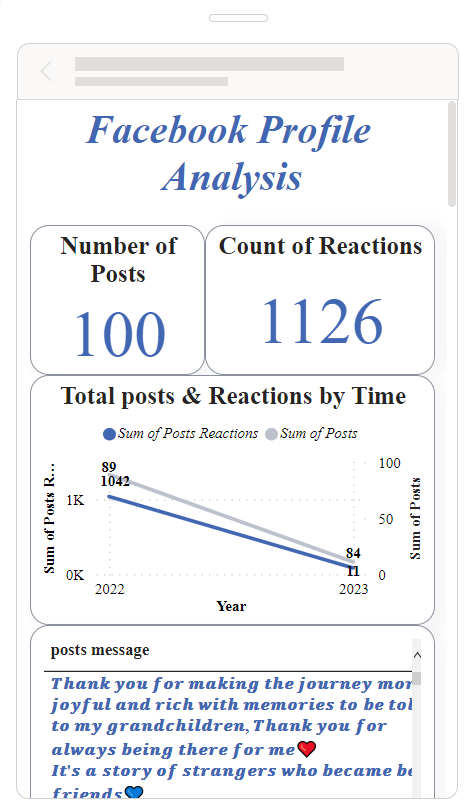 Facebook Profile
Analysis
Number of
Posts
100
Count of Reactions
1126
Total posts & Reactions by Time
Sum of Posts Reactions
Sum of Posts
Sum of Posts R...
1K
0K
89
1042
84
11
100
50
0
Sum of Posts
2022
2023
Year
posts message
Thank you for making the journey mor
joyful and rich with memories to be tol
to my grandchildren,Thank you for
always being there for me❤️
It's a story of strangers who became be
friends💙